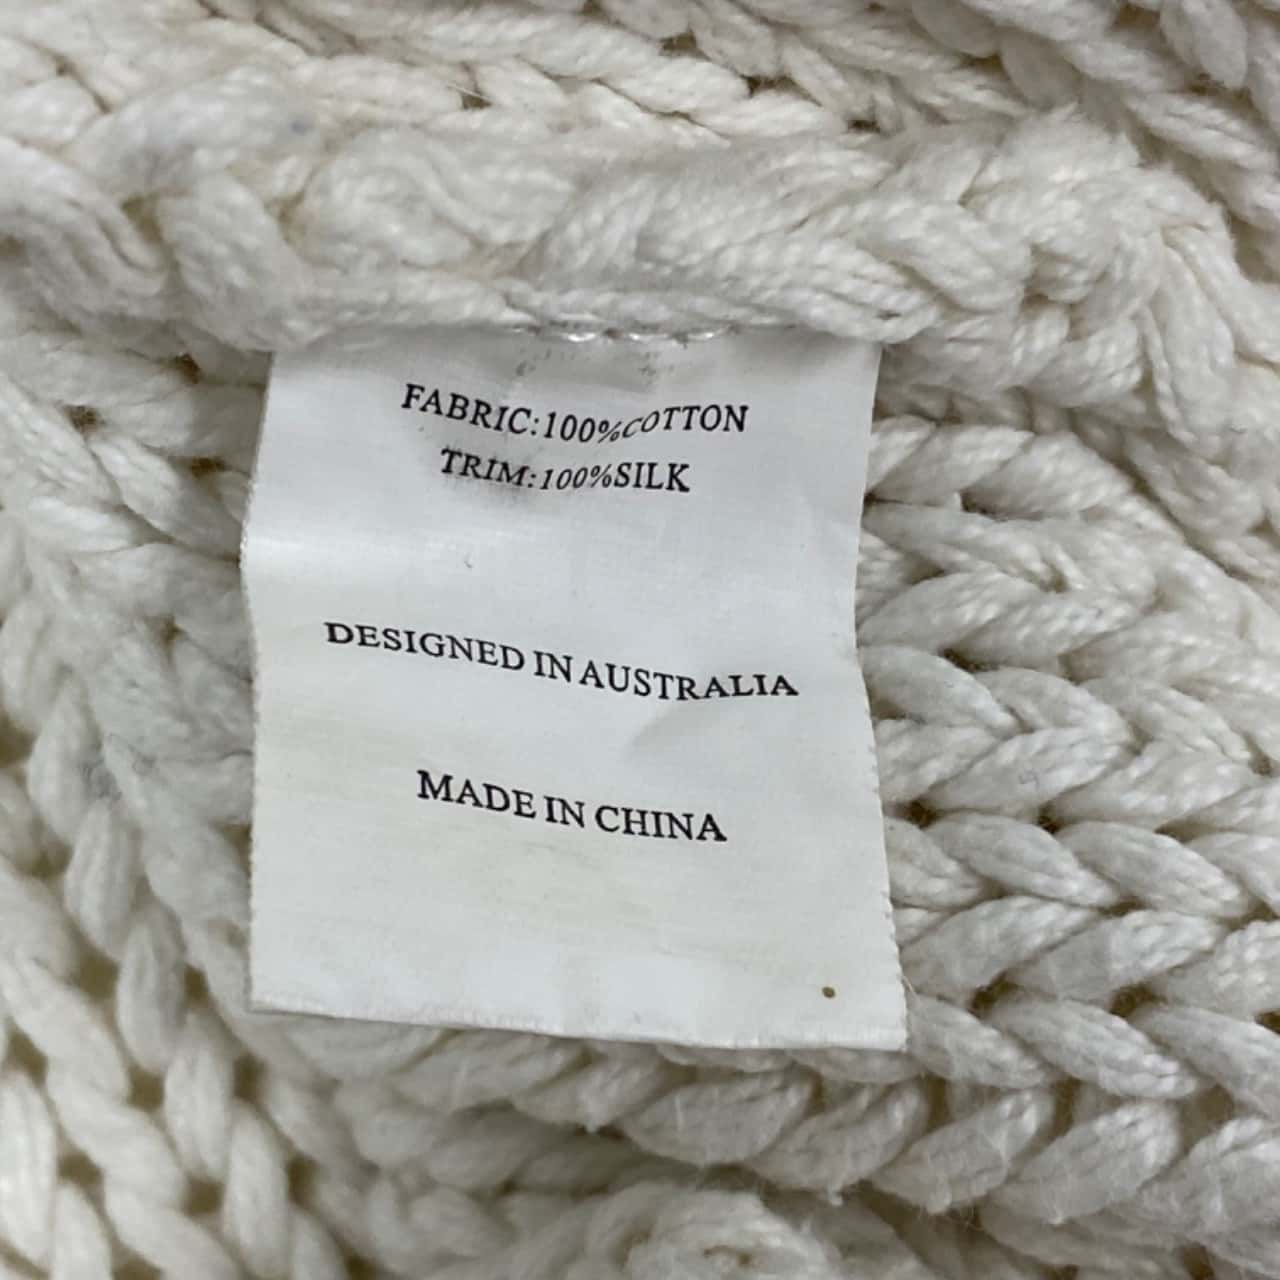 FABRIC:100%COTTON
TRIM:100%SILK
DESIGNED IN AUSTRALIA
MADE IN CHINA